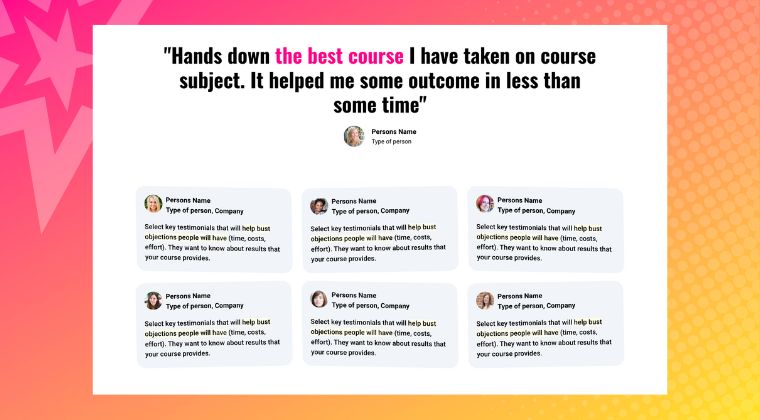 "Hands down the best course I have taken on course
subject. It helped me some outcome in less than
some time"
Persons Name
Type of person
Persons Name
Type of person, Company
Select key testimonials that will help bust
objections people will have (time, costs,
effort). They want to know about results that
your course provides.
Persons Name
Type of person, Company
Select key testimonials that will help bust
objections people will have (time, costs,
effort). They want to know about results that
your course provides.
Persons Name
Type of person, Company
Select key testimonials that will help bust
objections people will have (time, costs,
effort). They want to know about results that
your course provides.
Persons Name
Type of person, Company
Select key testimonials that will help bust
objections people will have (time, costs,
effort). They want to know about results that
your course provides.
Persons Name
Type of person, Company
Select key testimonials that will help bust
objections people will have (time, costs,
effort). They want to know about results that
your course provides.
Persons Name
Type of person, Company
Select key testimonials that will help bust
objections people will have (time, costs,
effort). They want to know about results that
your course provides.